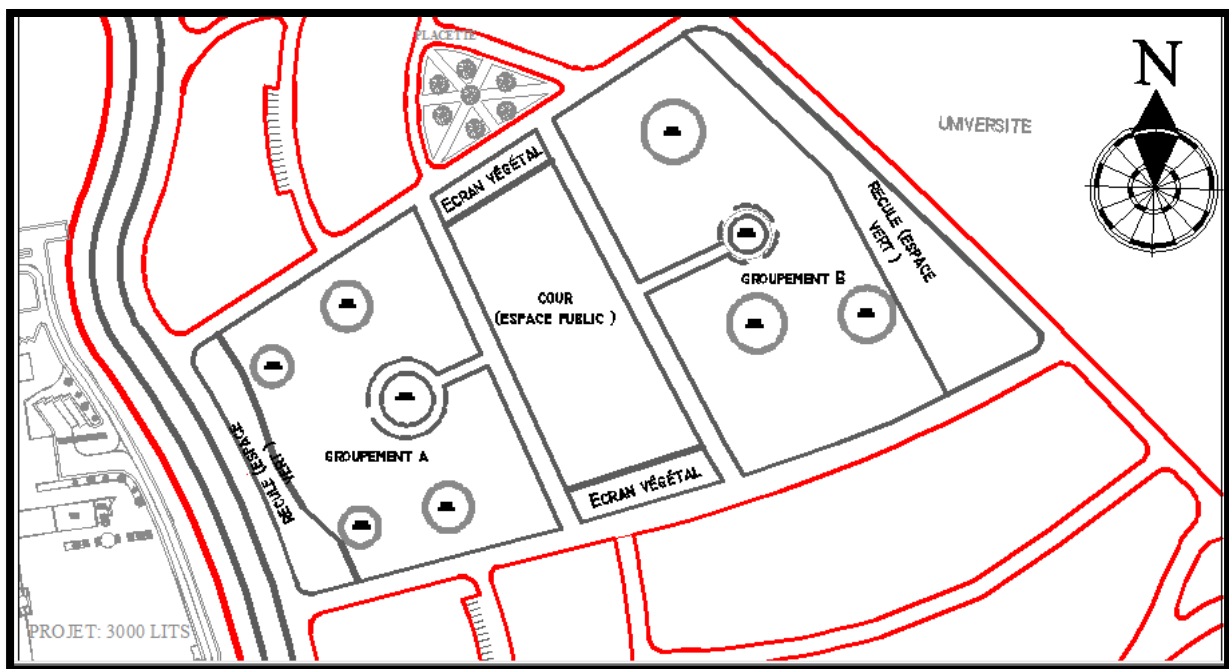 PLACETTE
N
UNIVERSITE
ECRAN VÉGÉTAL
RECULE (ESPACE
VERT )
GROUPEMENT B
COUR
(ESPACE PUBLIC )
GROUPEMENT A
RECULE (ESPACE
VERT )
ECRAN VÉGÉTAL
PROJET: 3000 LITS